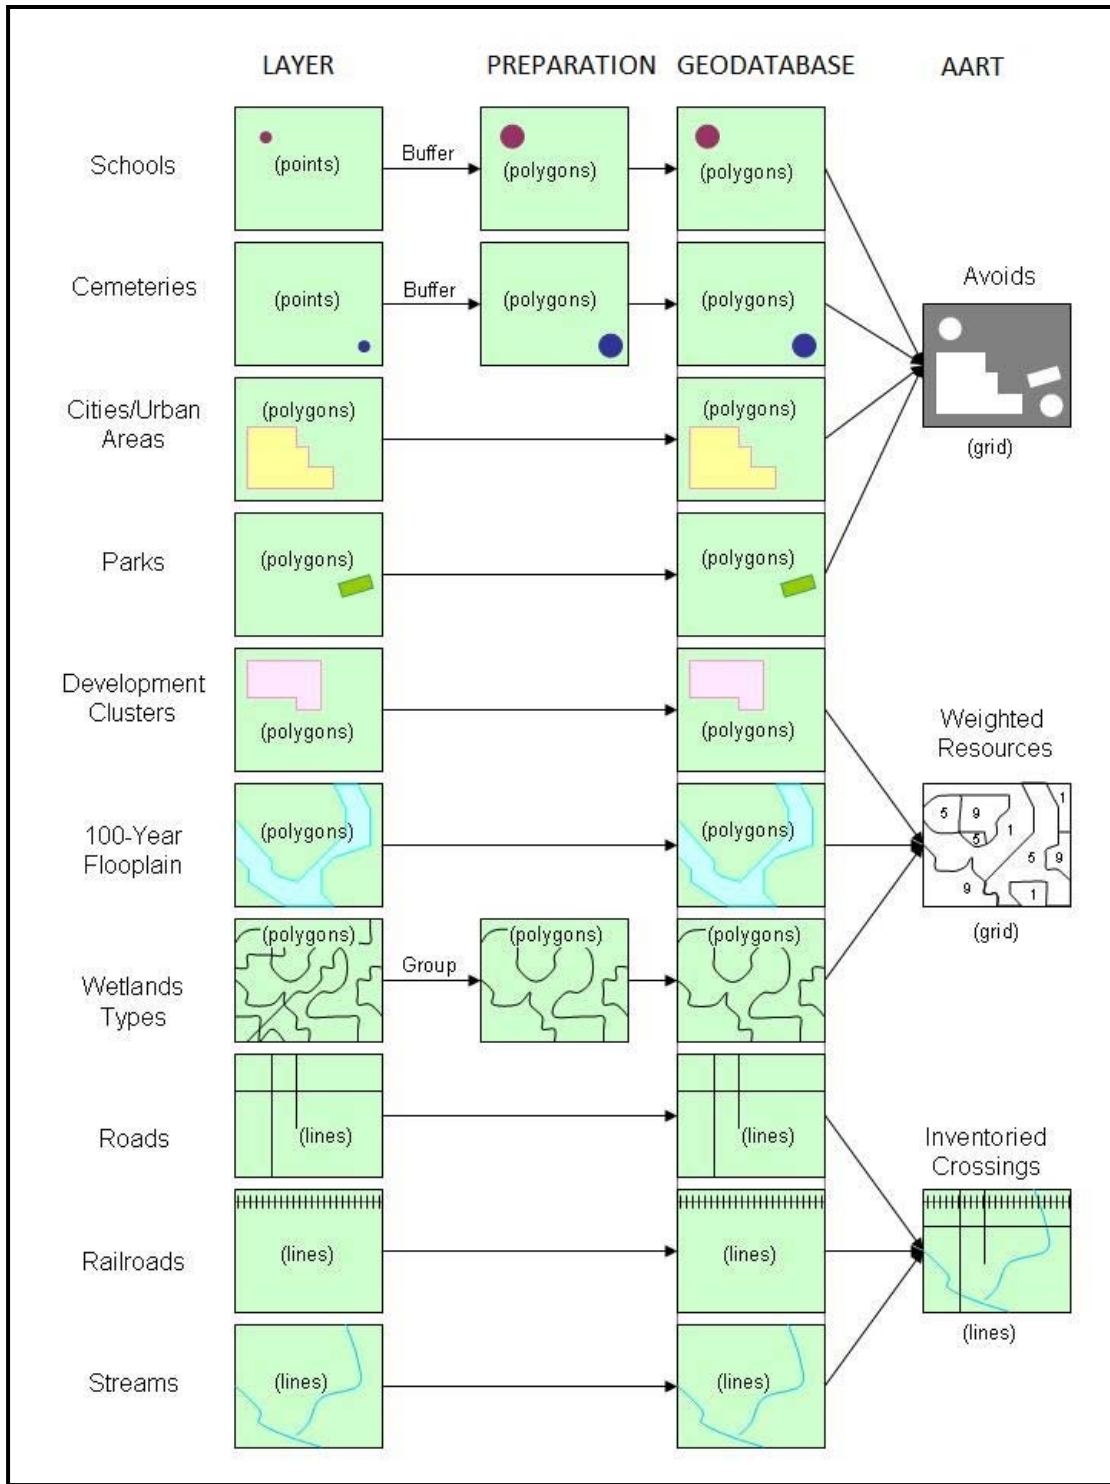 LAYER PREPARATION GEODATABASE AART
Schools
(points)
Buffer
(polygons)
(polygons)
Cemeteries
(points)
Buffer
(polygons)
(polygons)
Avoids
(grid)
Cities/Urban
Areas
(polygons)
(polygons)
Parks
(polygons)
(polygons)
Development
Clusters
(polygons)
(polygons)
Weighted
Resources
5 9 1 1
5 5 9
9 1
(grid)
100-Year
Flooplain
(polygons)
(polygons)
Wetlands
Types
(polygons)
Group
(polygons)
(polygons)
Roads
(lines)
(lines)
Inventoried
Crossings
(lines)
Railroads
(lines)
(lines)
Streams
(lines)
(lines)